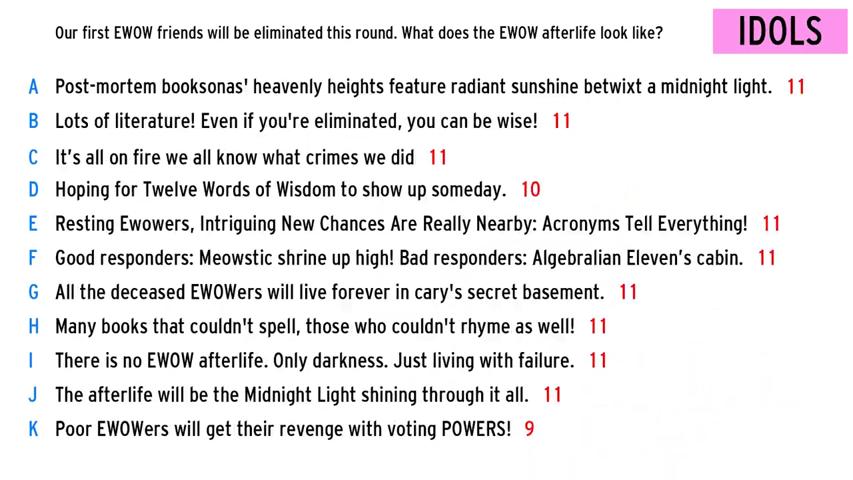 Our first EWOW friends will be eliminated this round. What does the EWOW afterlife look like?
IDOLS
A Post-mortem booksonas' heavenly heights feature radiant sunshine betwixt a midnight light. 11
B Lots of literature! Even if you're eliminated, you can be wise! 11
C It's all on fire we all know what crimes we did 11
D Hoping for Twelve Words of Wisdom to show up someday. 10
E Resting Ewowers, Intriguing New Chances Are Really Nearby: Acronyms Tell Everything! 11
F Good responders: Meowstic shrine up high! Bad responders: Algebralian Eleven's cabin. 11
G All the deceased EWOWers will live forever in cary's secret basement. 11
H Many books that couldn't spell, those who couldn't rhyme as well! 11
I There is no EWOW afterlife. Only darkness. Just living with failure. 11
J The afterlife will be the Midnight Light shining through it all. 11
K Poor EWOWers will get their revenge with voting POWERS! 9